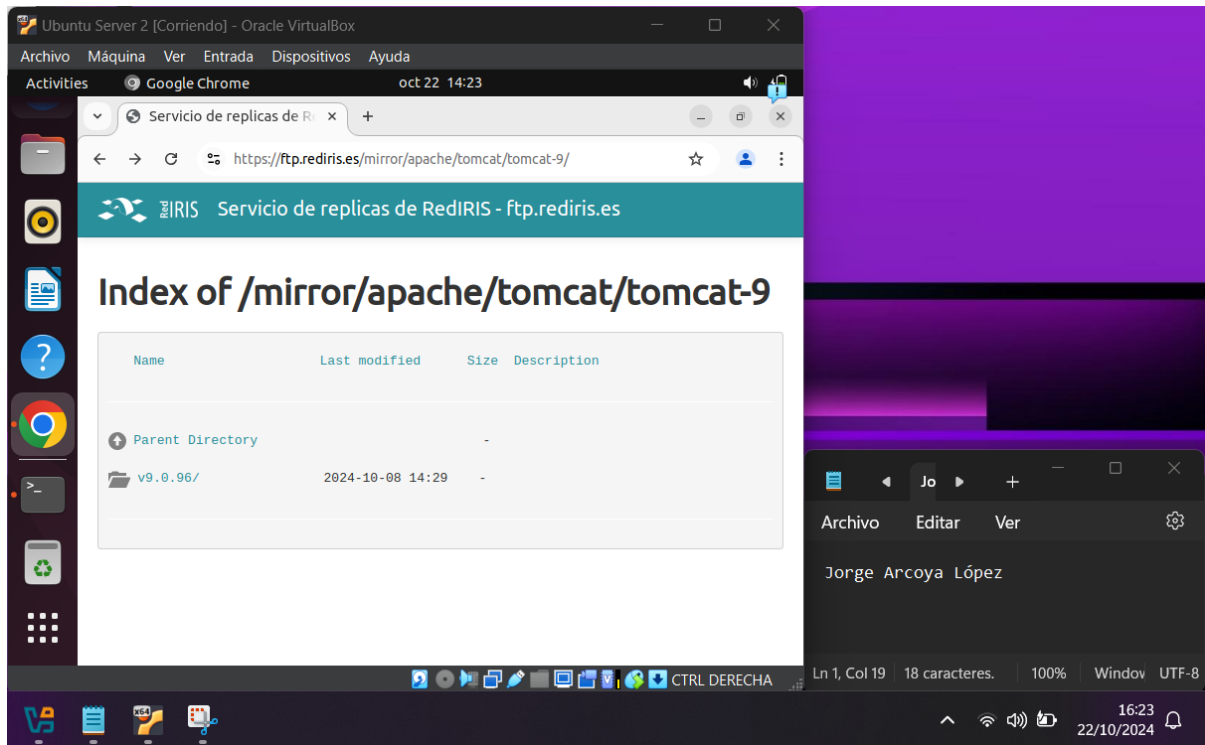 Ubuntu Server 2 [Corriendo] - Oracle VirtualBox
Archivo Máquina Ver Entrada Dispositivos Ayuda
Activities Google Chrome oct 22 14:23
Servicio de replicas de R
https://ftp.rediris.es/mirror/apache/tomcat/tomcat-9/
RedIRIS Servicio de replicas de RedIRIS - ftp.rediris.es
Index of /mirror/apache/tomcat/tomcat-9
Name Last modified Size Description
Parent Directory -
v9.0.96/ 2024-10-08 14:29 -
CTRL DERECHA
Jo
Archivo Editar Ver
Jorge Arcoya López
Ln 1, Col 19 18 caracteres. 100% Windov UTF-8
16:23
22/10/2024